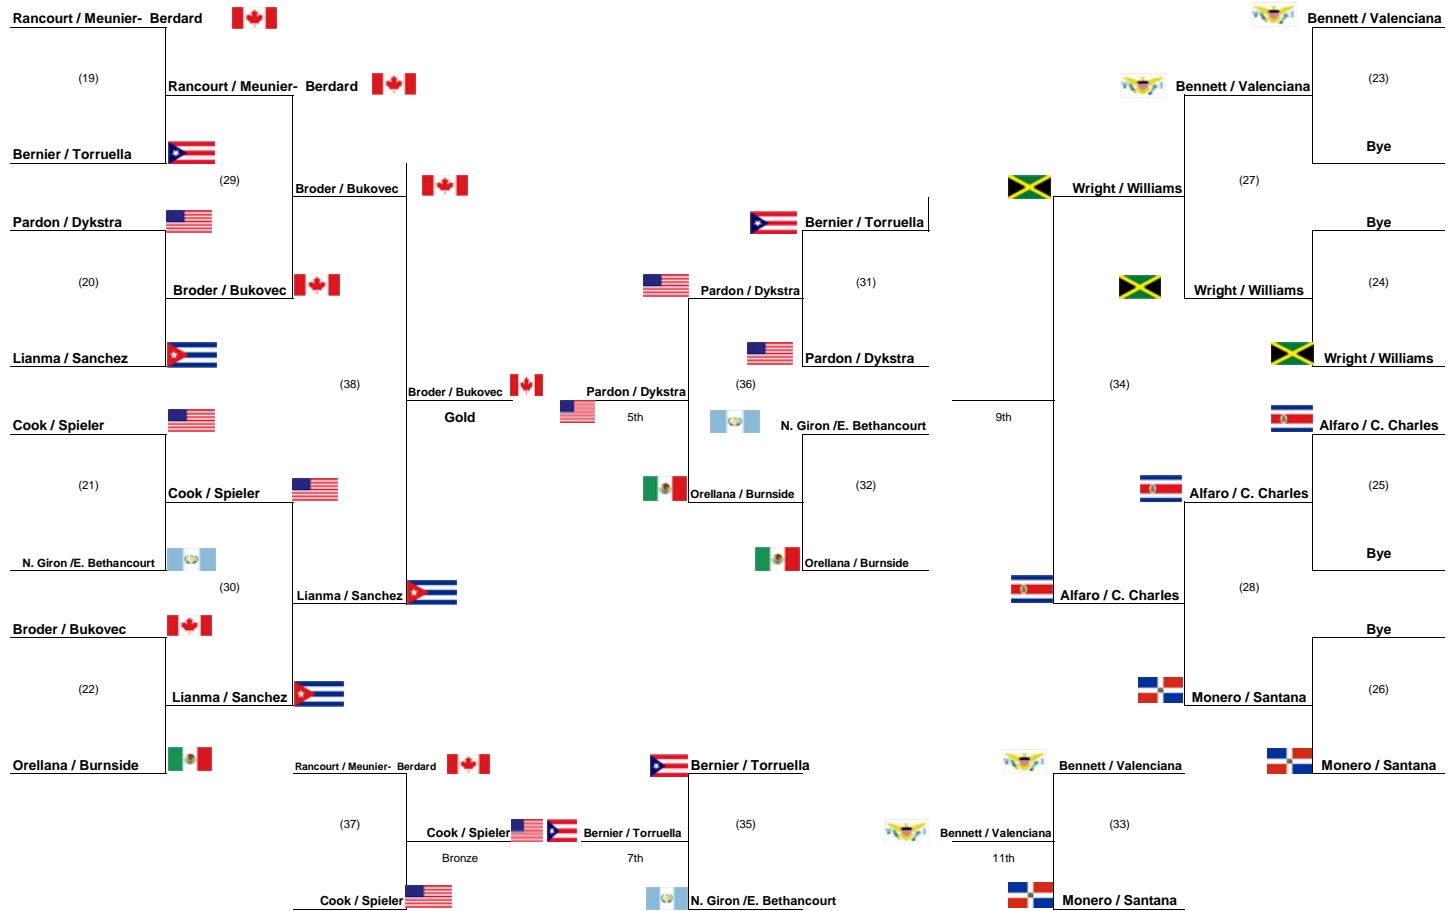 Rancourt / Meunier- Berdard
Bennett / Valenciana
(19)
Rancourt / Meunier- Berdard
Bennett / Valenciana
(23)
Bernier / Torruella
Bye
(29)
Broder / Bukovec
Wright / Williams
(27)
Pardon / Dykstra
Bernier / Torruella
Bye
(20)
Broder / Bukovec
Pardon / Dykstra
(31)
Wright / Williams
(24)
Lianma / Sanchez
Pardon / Dykstra
Wright / Williams
(38)
Broder / Bukovec
Pardon / Dykstra
(36)
(34)
Gold
5th
9th
Cook / Spieler
N. Giron /E. Bethancourt
Alfaro / C. Charles
(21)
Cook / Spieler
Orellana / Burnside
(32)
Alfaro / C. Charles
(25)
N. Giron /E. Bethancourt
Orellana / Burnside
Bye
(30)
Lianma / Sanchez
Alfaro / C. Charles
(28)
Broder / Bukovec
Bye
(22)
Lianma / Sanchez
Monero / Santana
(26)
Orellana / Burnside
Rancourt / Meunier- Berdard
Bernier / Torruella
Bennett / Valenciana
Monero / Santana
(37)
Cook / Spieler
Bernier / Torruella
(35)
Bennett / Valenciana
(33)
Bronze
7th
11th
Cook / Spieler
N. Giron /E. Bethancourt
Monero / Santana